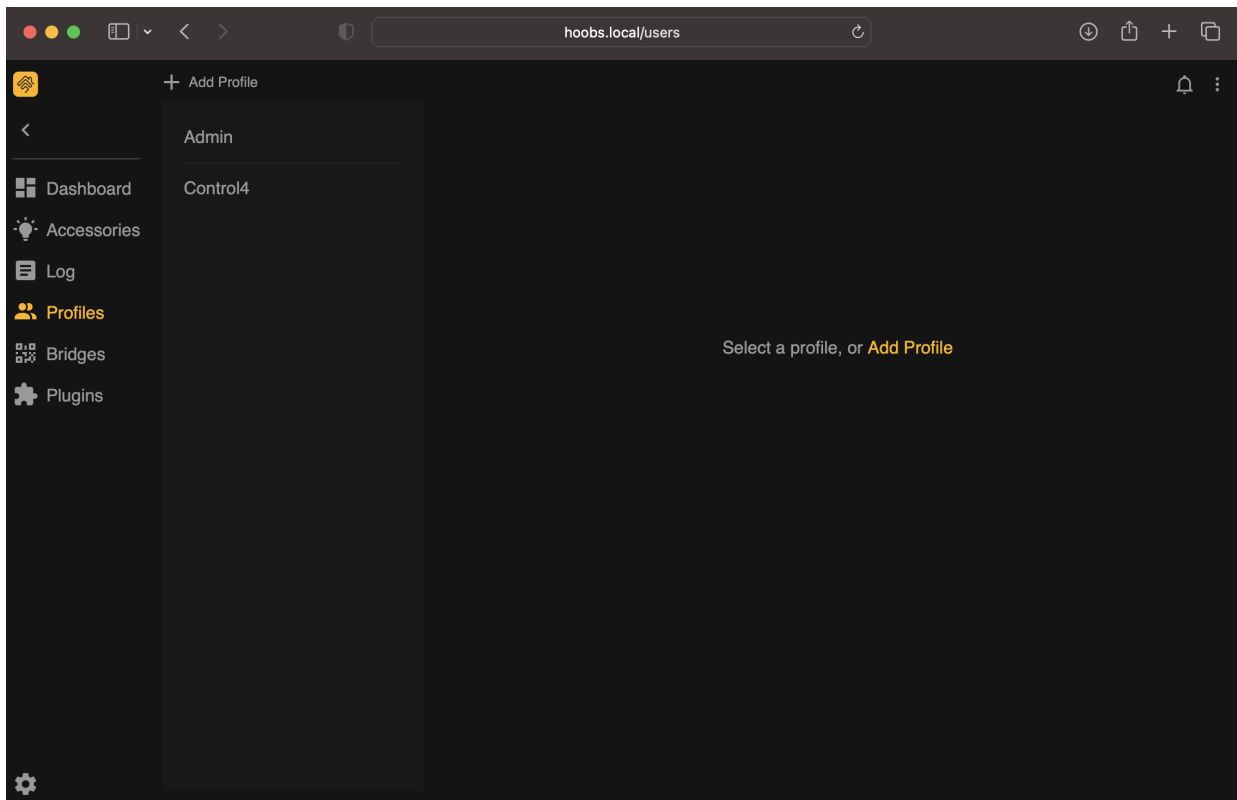 hoobs.local/users
Add Profile
Admin
Control4
Dashboard
Accessories
Log
Profiles
Bridges
Plugins
Select a profile, or Add Profile